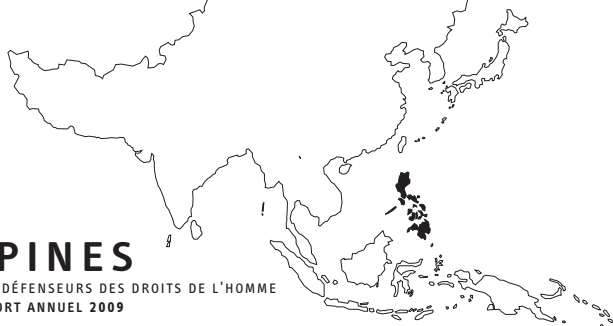 PINES
DÉFENSEURS DES DROITS DE L'HOMME
ORT ANNUEL 2009